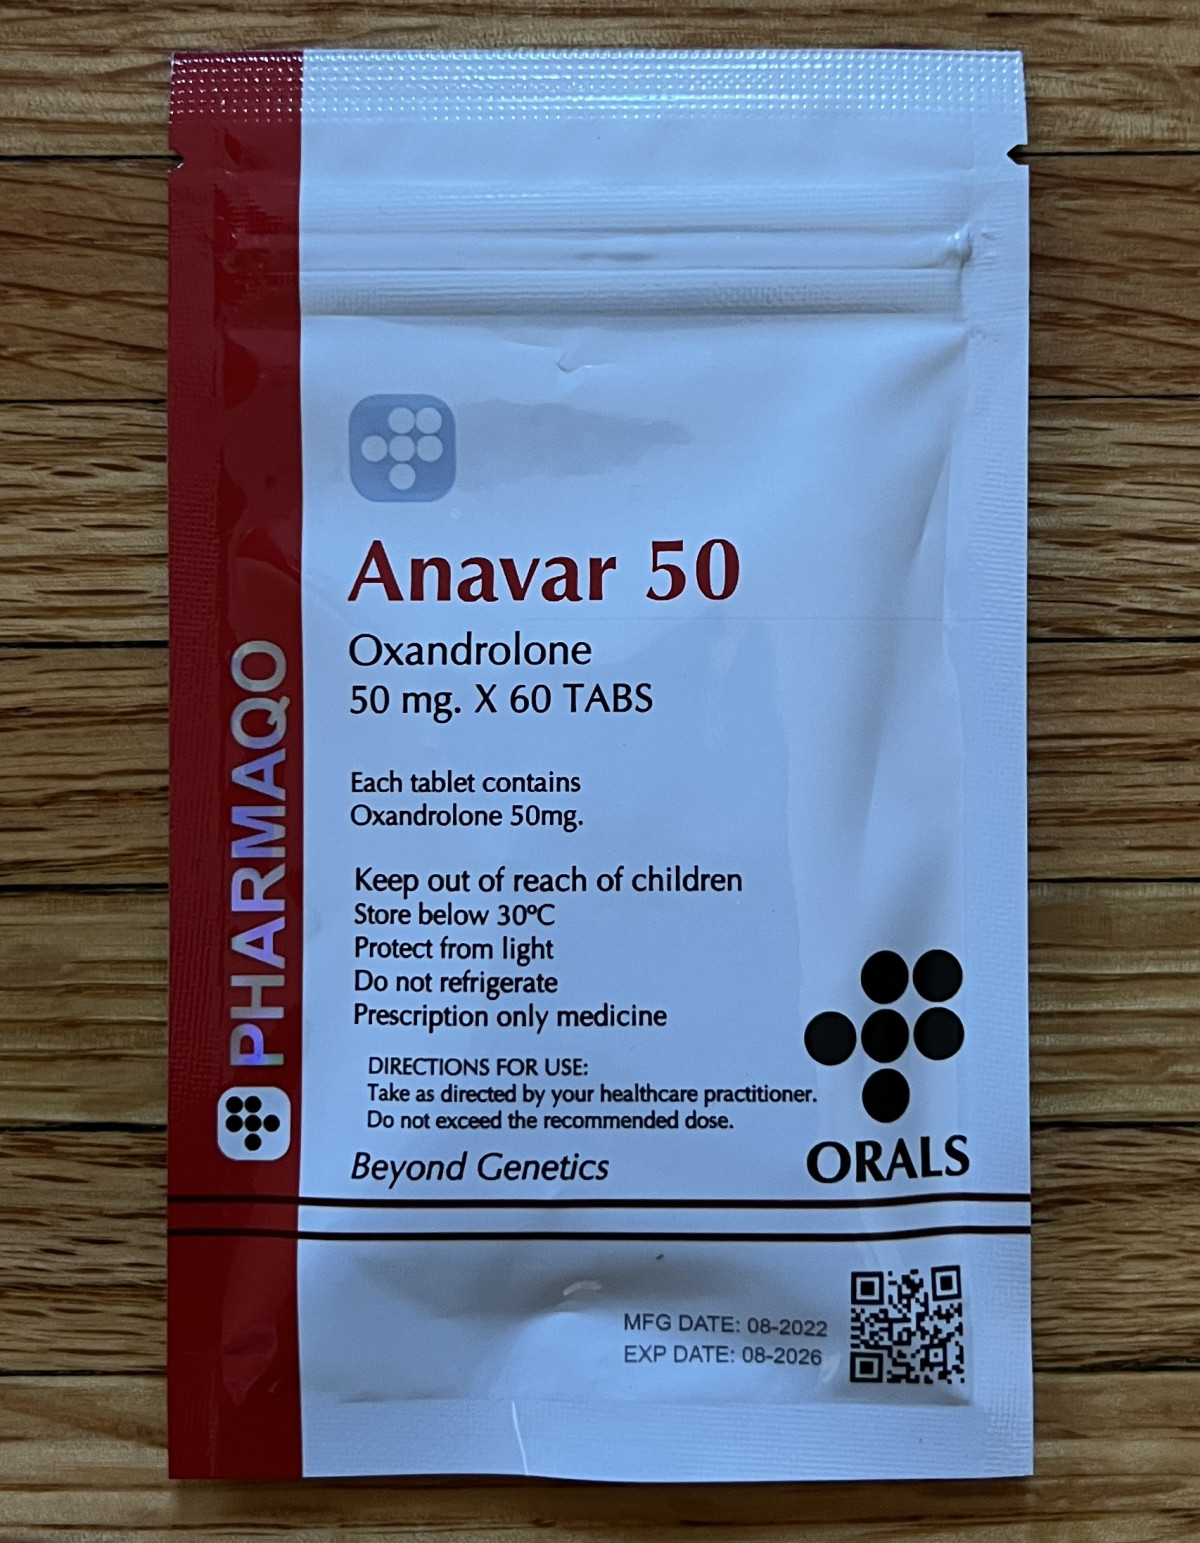 Anavar 50
Oxandrolone
50 mg. X 60 TABS
Each tablet contains
Oxandrolone 50mg.
Keep out of reach of children
Store below 30ºC
Protect from light
Do not refrigerate
Prescription only medicine
DIRECTIONS FOR USE:
Take as directed by your healthcare practitioner.
Do not exceed the recommended dose.
Beyond Genetics
ORALS
PHARMAQO
MFG DATE: 08-2022
EXP DATE: 08-2026